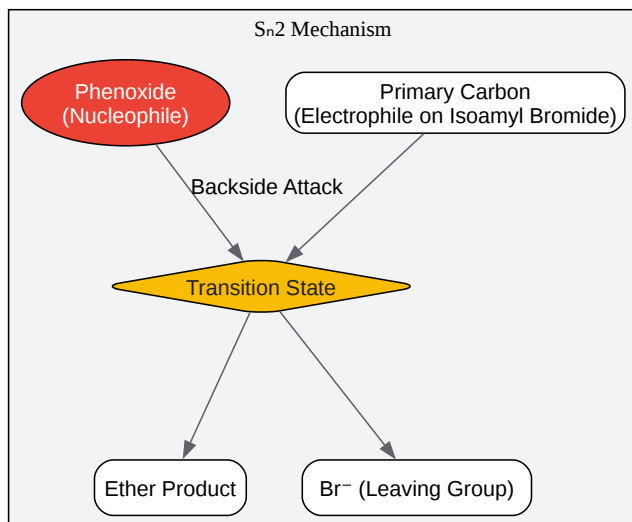 Sₙ2 Mechanism
Phenoxide
(Nucleophile)
Primary Carbon
(Electrophile on Isoamyl Bromide)
Backside Attack
Transition State
Ether Product
Br⁻ (Leaving Group)